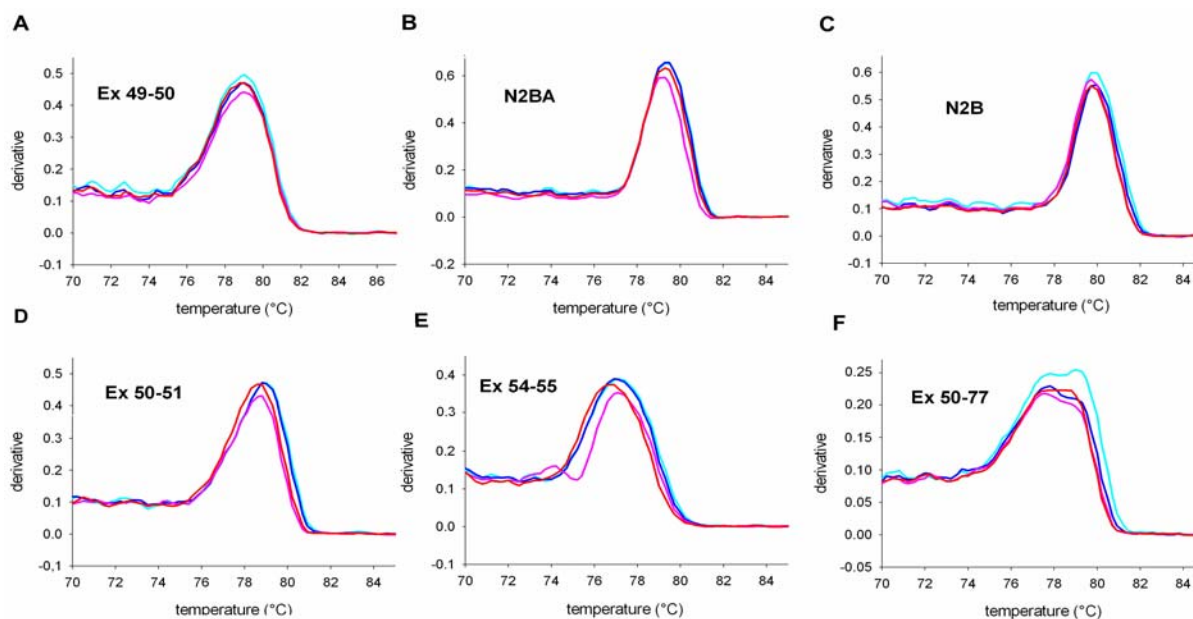 A
Ex 49-50
derivative
0.5
0.4
0.3
0.2
0.1
0.0
-0.1
70 72 74 76 78 80 82 84 86
temperature (°C)
B
N2BA
derivative
0.6
0.4
0.2
0.0
-0.2
70 72 74 76 78 80 82 84
temperature (°C)
C
N2B
derivative
0.6
0.5
0.4
0.3
0.2
0.1
0.0
-0.1
70 72 74 76 78 80 82 84
temperature (°C)
D
Ex 50-51
derivative
0.5
0.4
0.3
0.2
0.1
0.0
-0.1
70 72 74 76 78 80 82 84
temperature (°C)
E
Ex 54-55
derivative
0.4
0.3
0.2
0.1
0.0
-0.1
70 72 74 76 78 80 82 84
temperature (°C)
F
Ex 50-77
derivative
0.25
0.20
0.15
0.10
0.05
0.00
-0.05
70 72 74 76 78 80 82 84
temperature (°C)